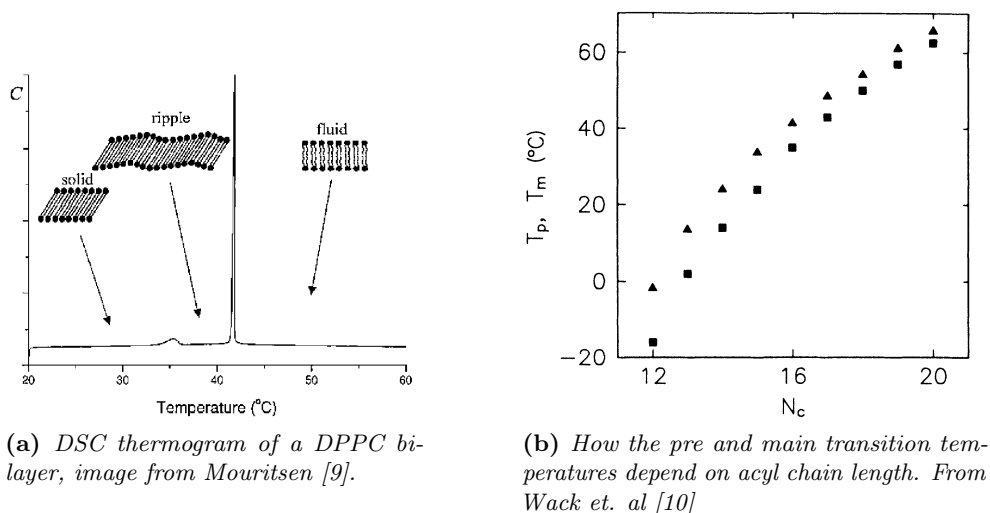 C
ripple
fluid
solid
20 30 40 50 60
Temperature (°C)
(a) DSC thermogram of a DPPC bi-
layer, image from Mouritsen [9].
60
40
20
0
−20
T_p, T_m (°C)
12 16 20
N_c
(b) How the pre and main transition tem-
peratures depend on acyl chain length. From
Wack et. al [10]